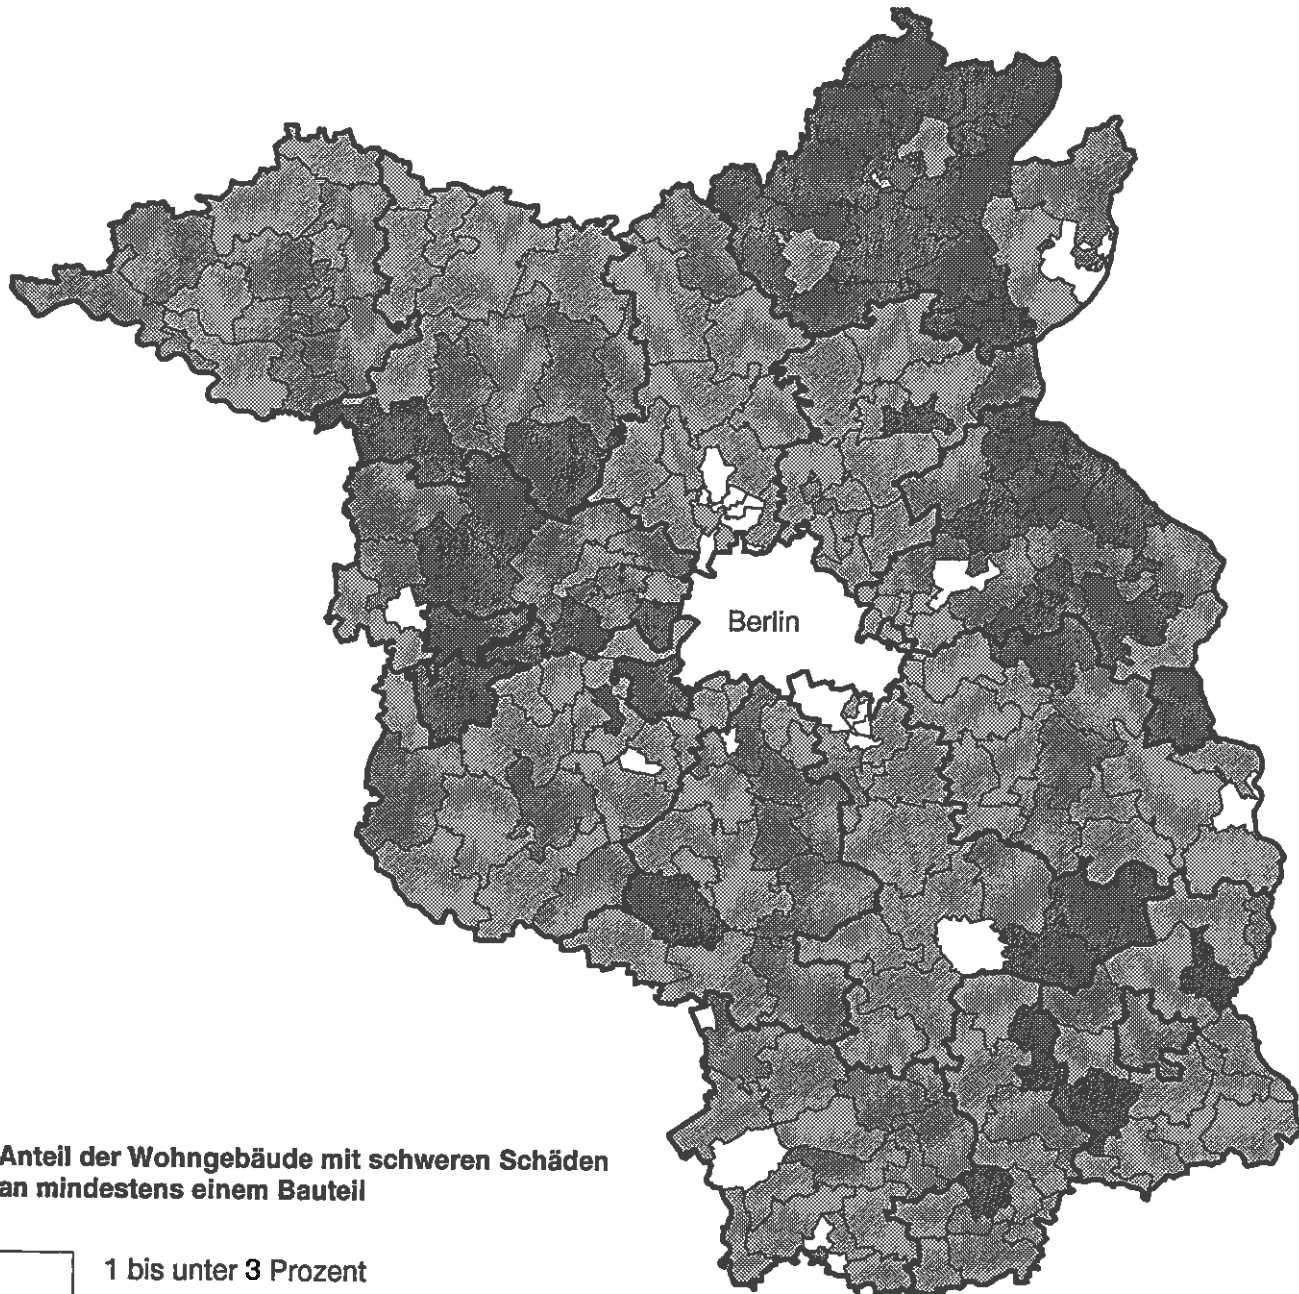 Berlin
Anteil der Wohngebäude mit schweren Schäden
an mindestens einem Bauteil
1 bis unter 3 Prozent